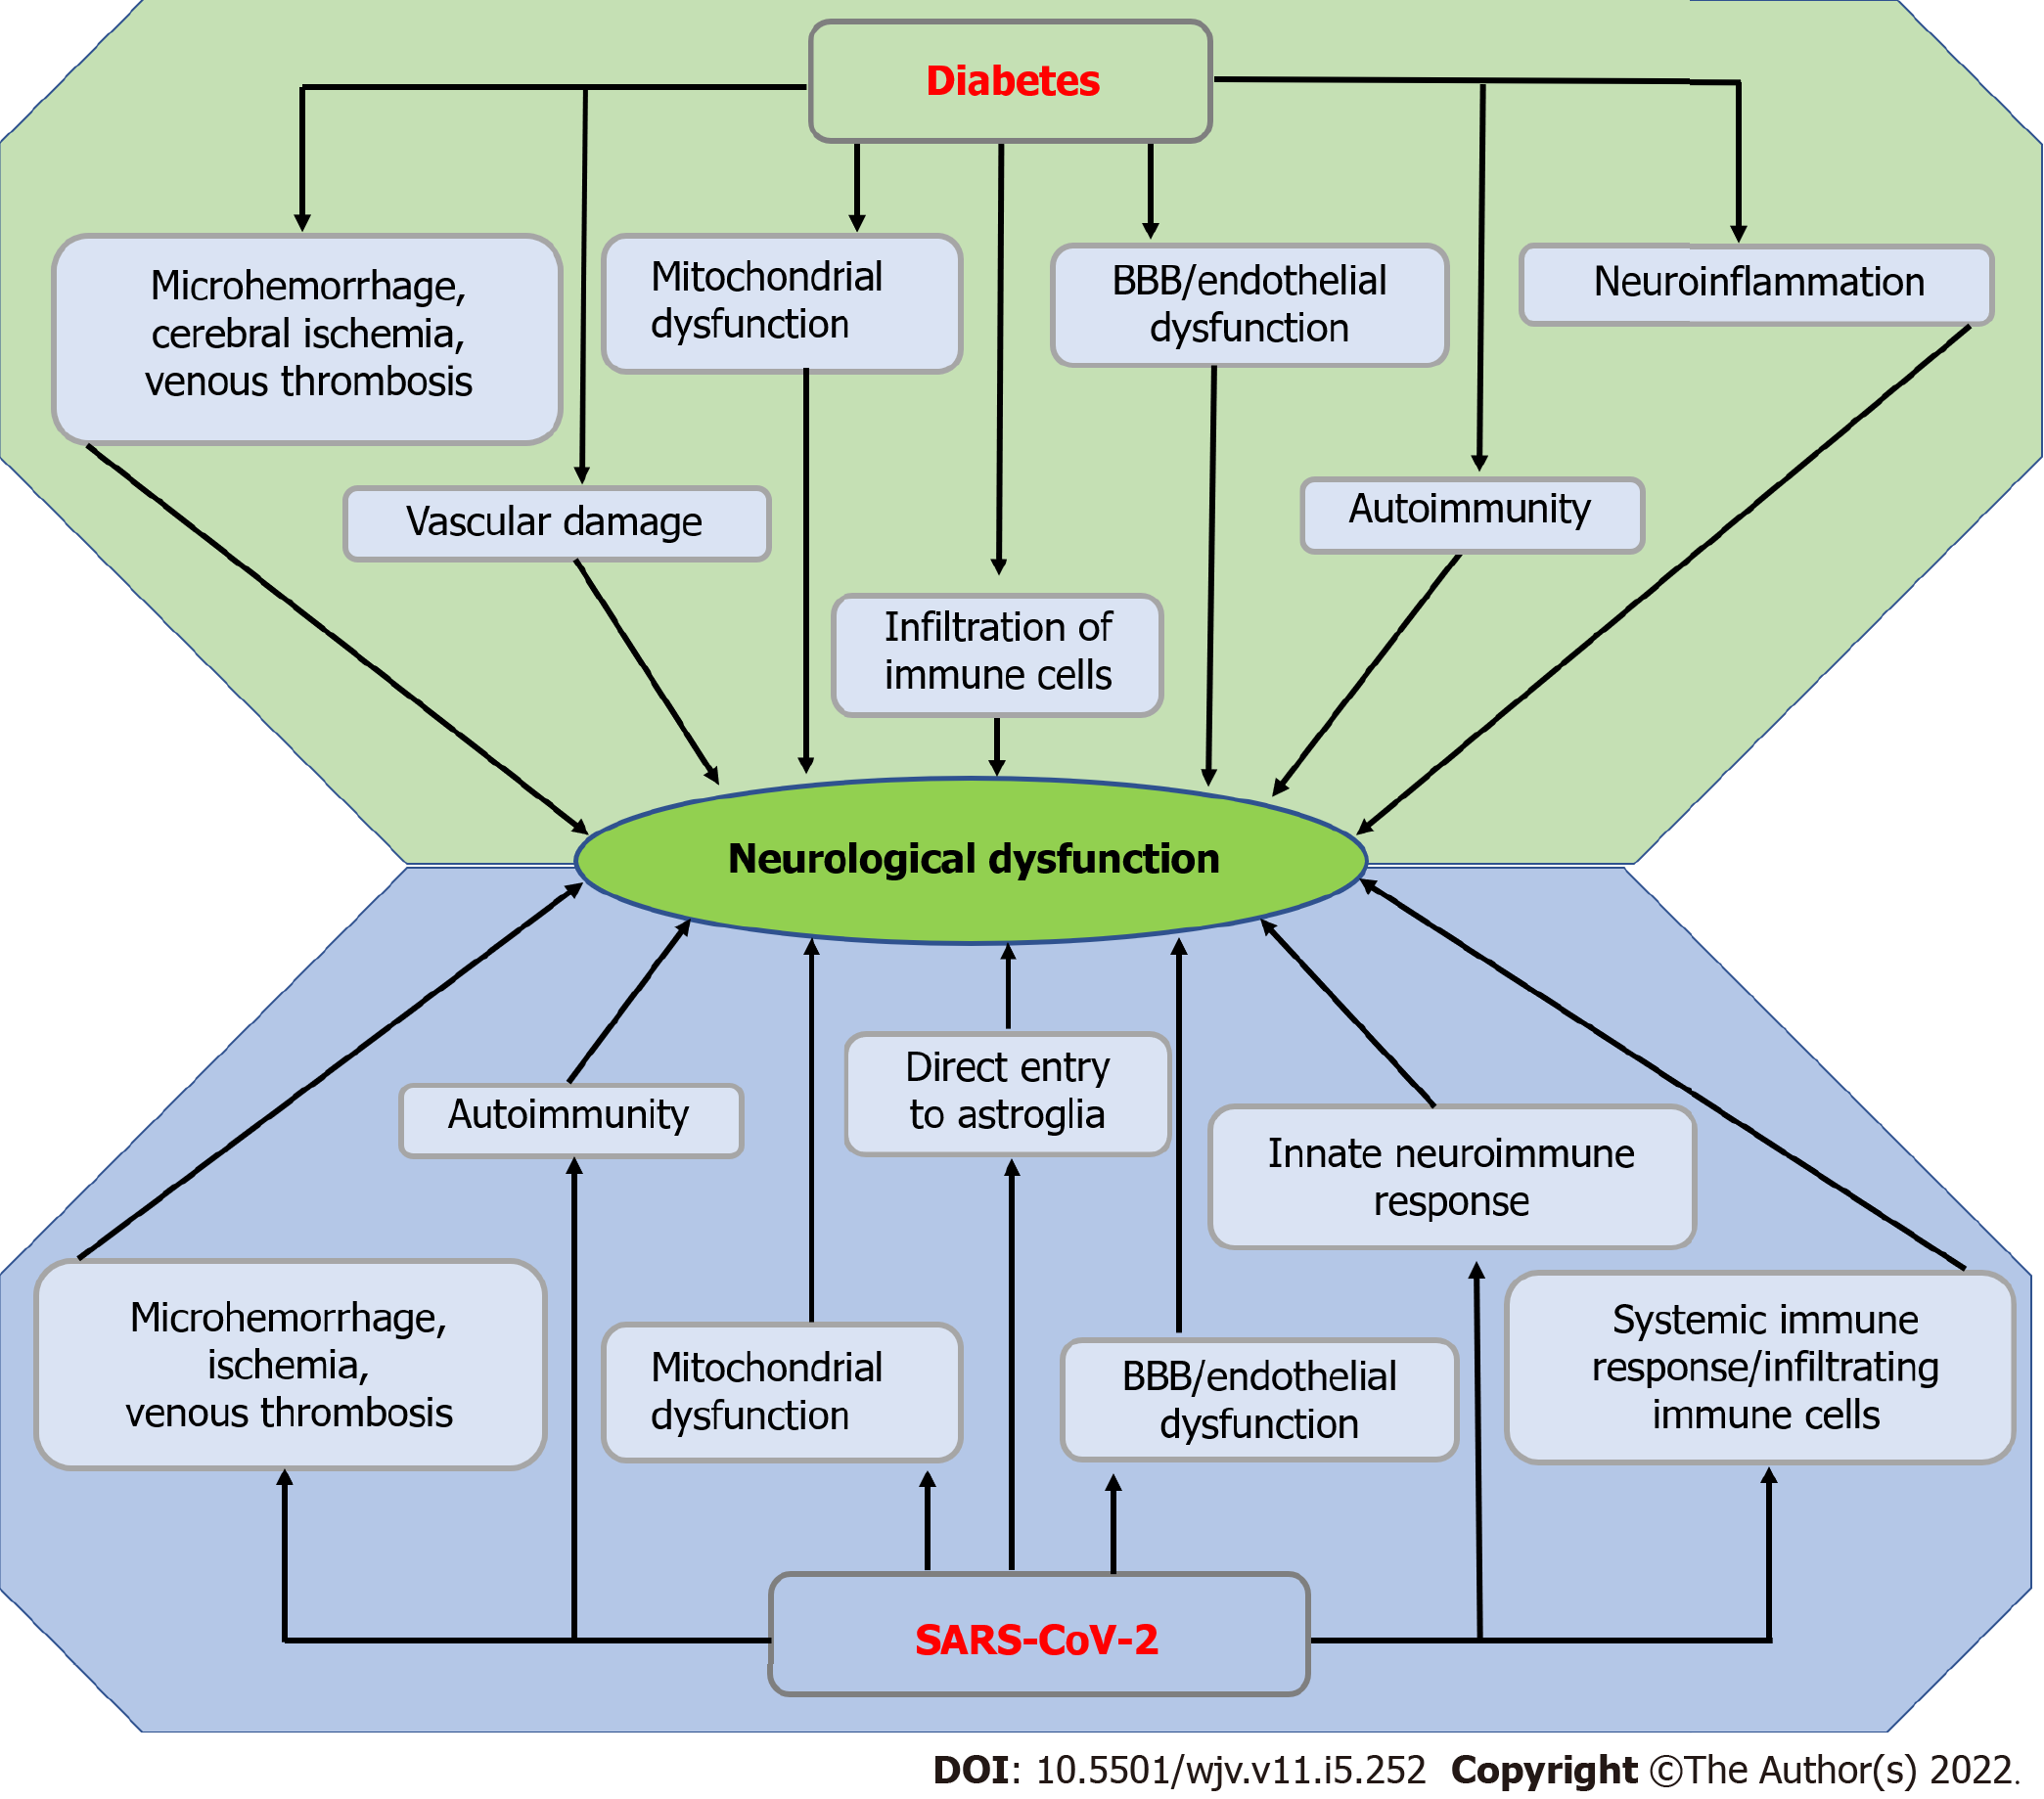 Diabetes
Microhemorrhage,
cerebral ischemia,
venous thrombosis
Mitochondrial
dysfunction
BBB/endothelial
dysfunction
Neuroinflammation
Vascular damage
Autoimmunity
Infiltration of
immune cells
Neurological dysfunction
Autoimmunity
Direct entry
to astroglia
Innate neuroimmune
response
Microhemorrhage,
ischemia,
venous thrombosis
Mitochondrial
dysfunction
BBB/endothelial
dysfunction
Systemic immune
response/infiltrating
immune cells
SARS-CoV-2
DOI: 10.5501/wjv.v11.i5.252 Copyright ©The Author(s) 2022.